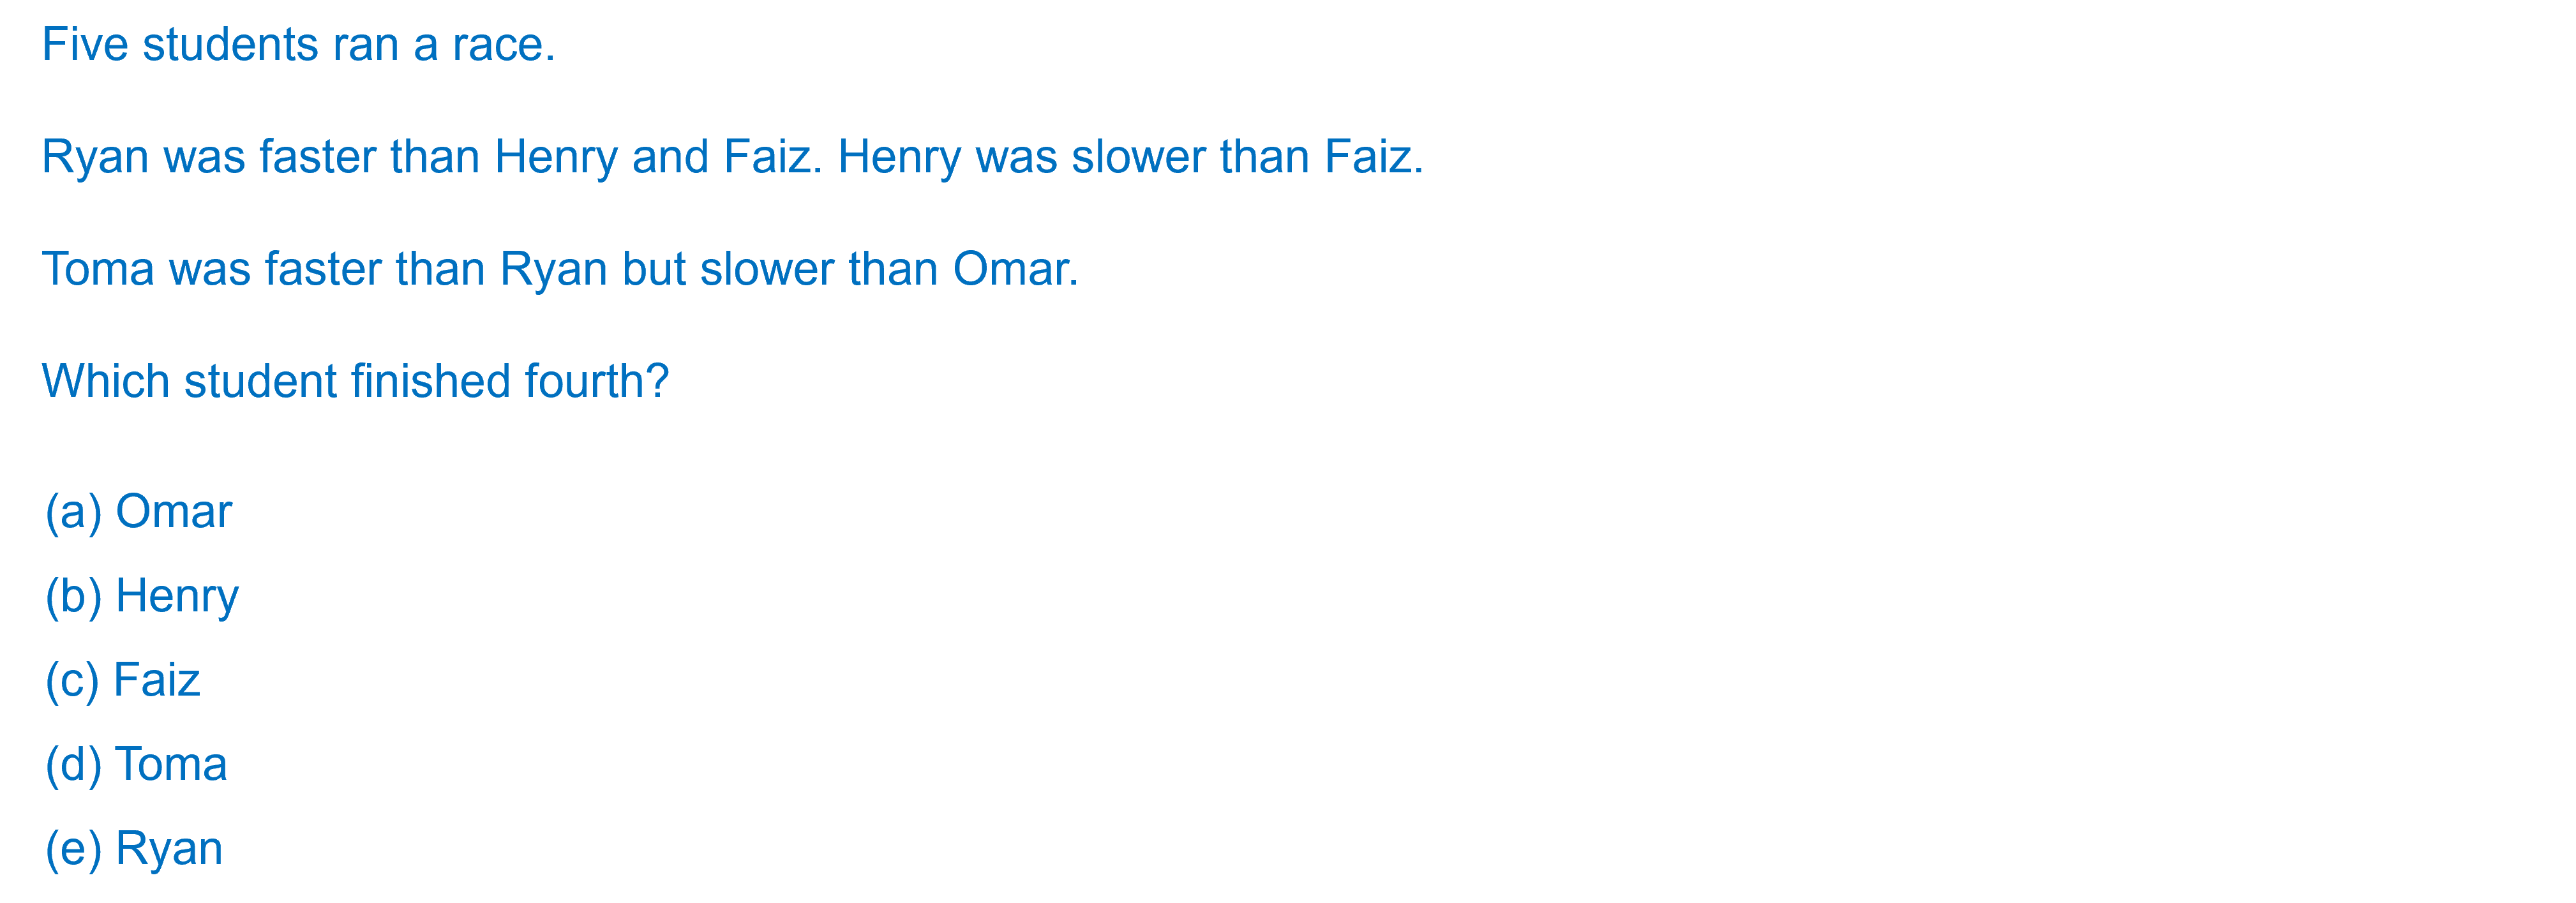 Five students ran a race.
Ryan was faster than Henry and Faiz. Henry was slower than Faiz.
Toma was faster than Ryan but slower than Omar.
Which student finished fourth?
(a) Omar
(b) Henry
(c) Faiz
(d) Toma
(e) Ryan